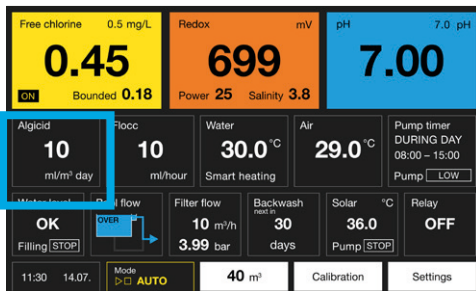 Free chlorine 0.5 mg/L
0.45
ON Bounded 0.18
Redox mV
699
Power 25 Salinity 3.8
pH 7.0 pH
7.00
Algicid
10
ml/m³ day
Flocc
10
ml/hour
Water
30.0°C
Smart heating
Air
29.0°C
Pump timer
DURING DAY
08:00 – 15:00
Pump LOW
Water level
OK
Filling STOP
flow
OVER
Filter flow
10 m³/h
3.99 bar
Backwash
next in
30
days
Solar °C
36.0
Pump STOP
Relay
OFF
11:30 14.07.
Mode
AUTO
40 m³
Calibration
Settings